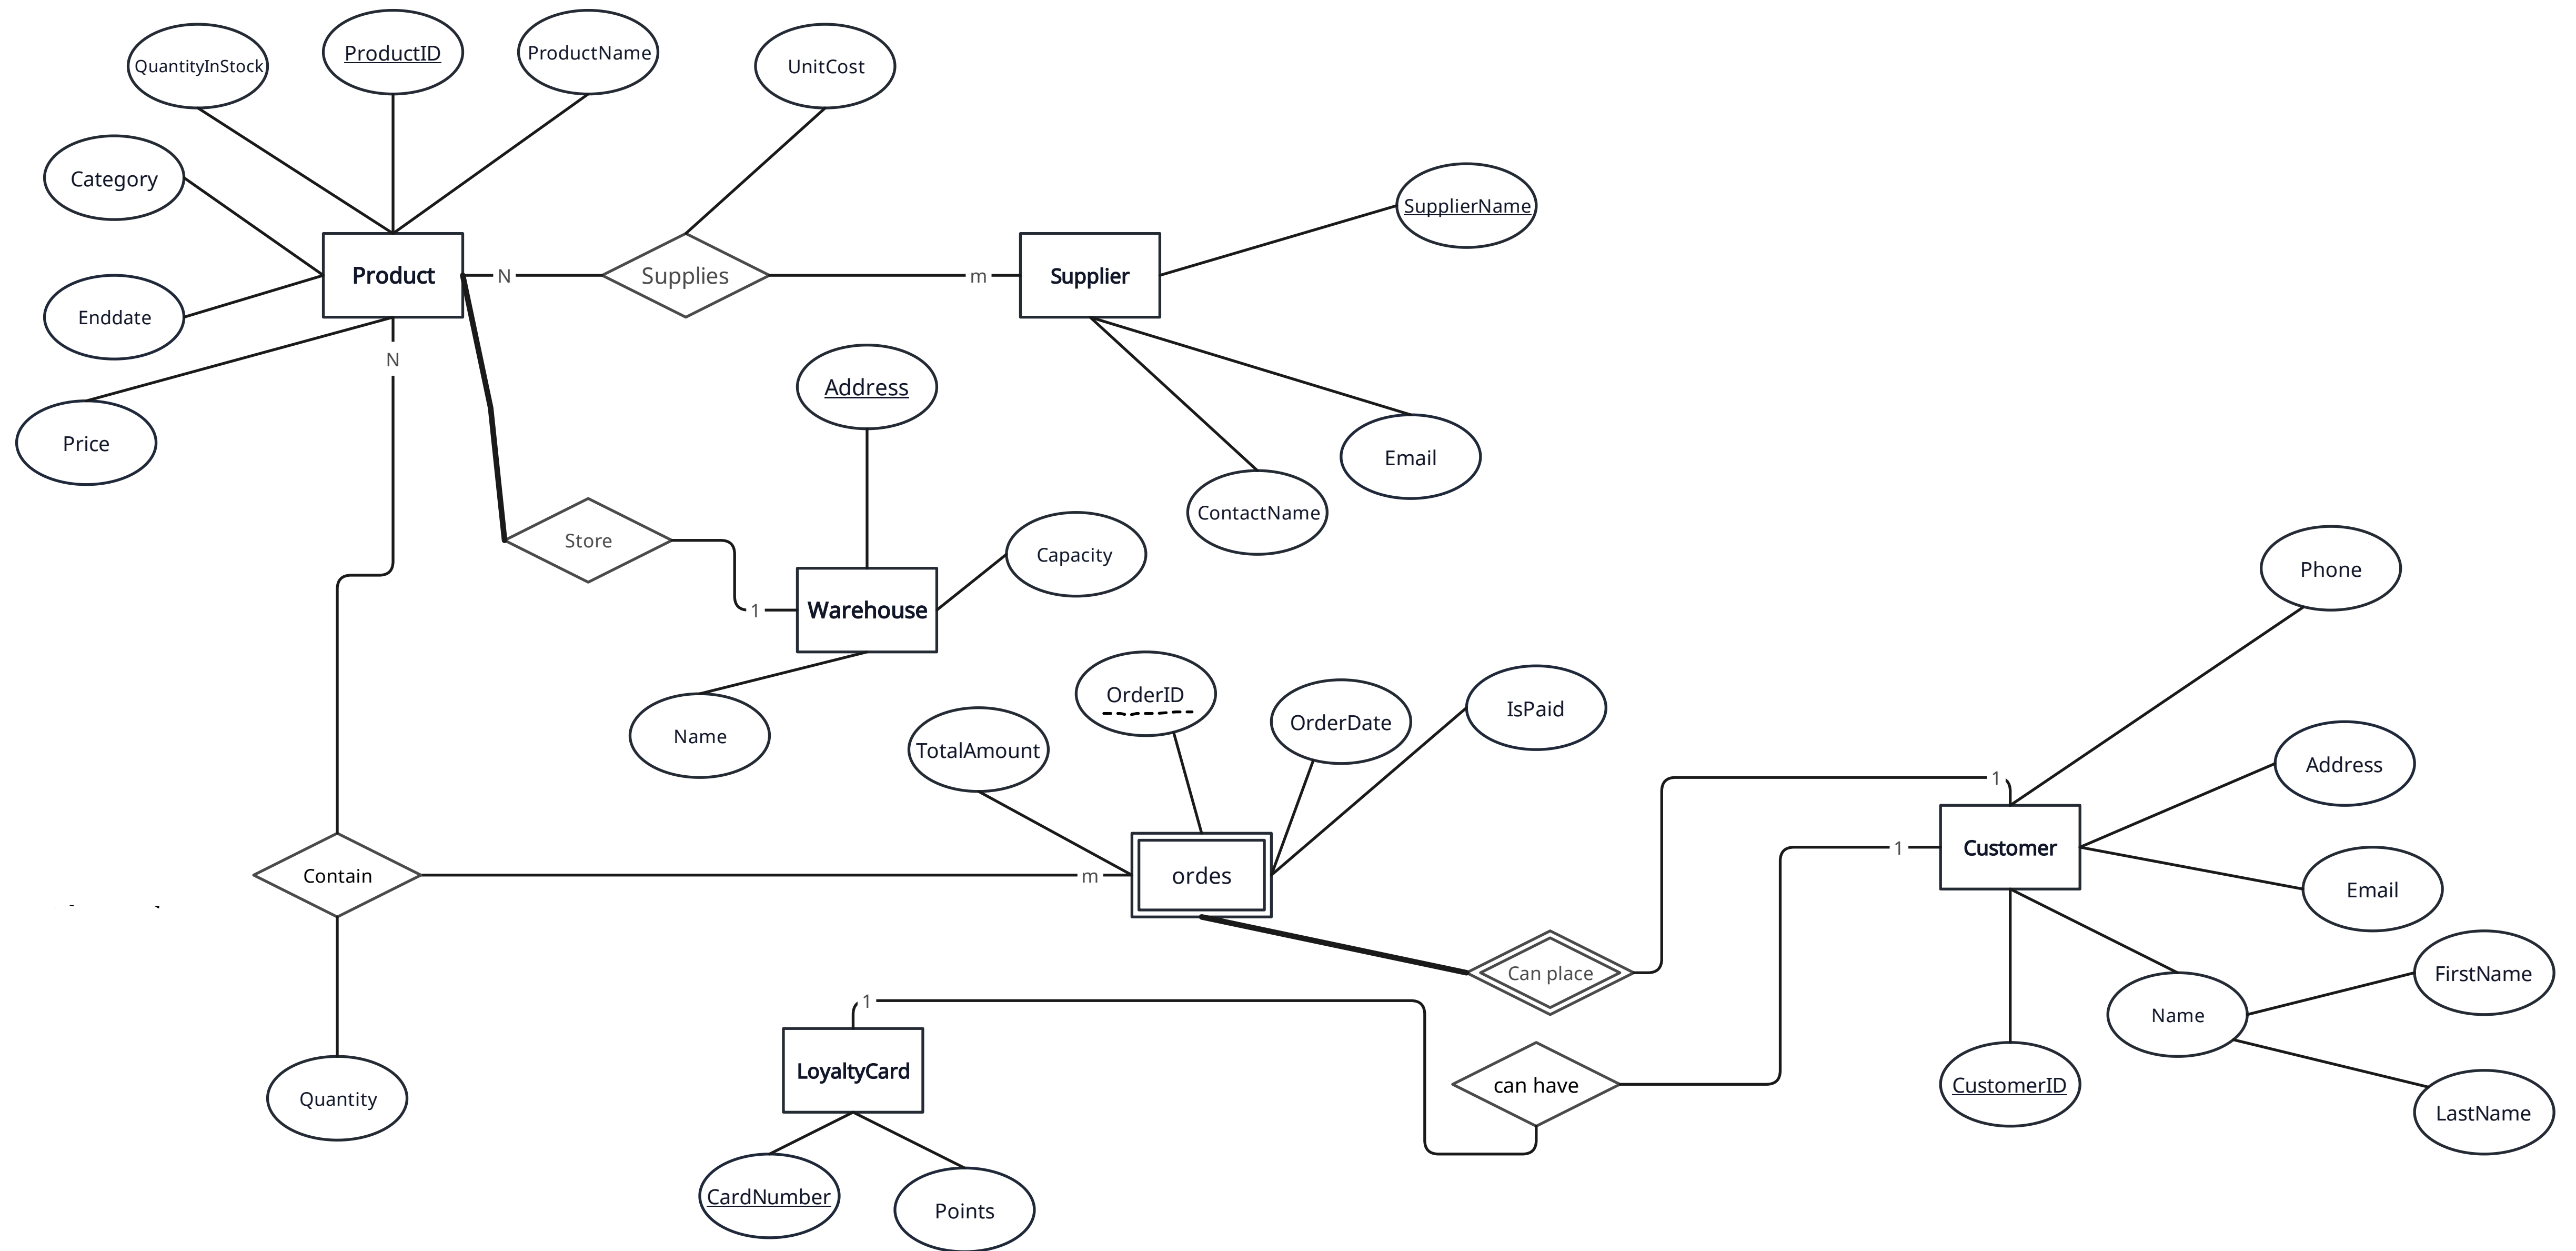 QuantityInStock
ProductID
ProductName
UnitCost
Category
SupplierName
Product
N
Supplies
m
Supplier
Enddate
N
Address
Price
Email
ContactName
Store
Capacity
Phone
1
Warehouse
OrderID
IsPaid
OrderDate
Name
TotalAmount
Address
1
Customer
1
Contain
m
ordes
Email
Can place
FirstName
1
Name
LoyaltyCard
can have
CustomerID
Quantity
LastName
CardNumber
Points